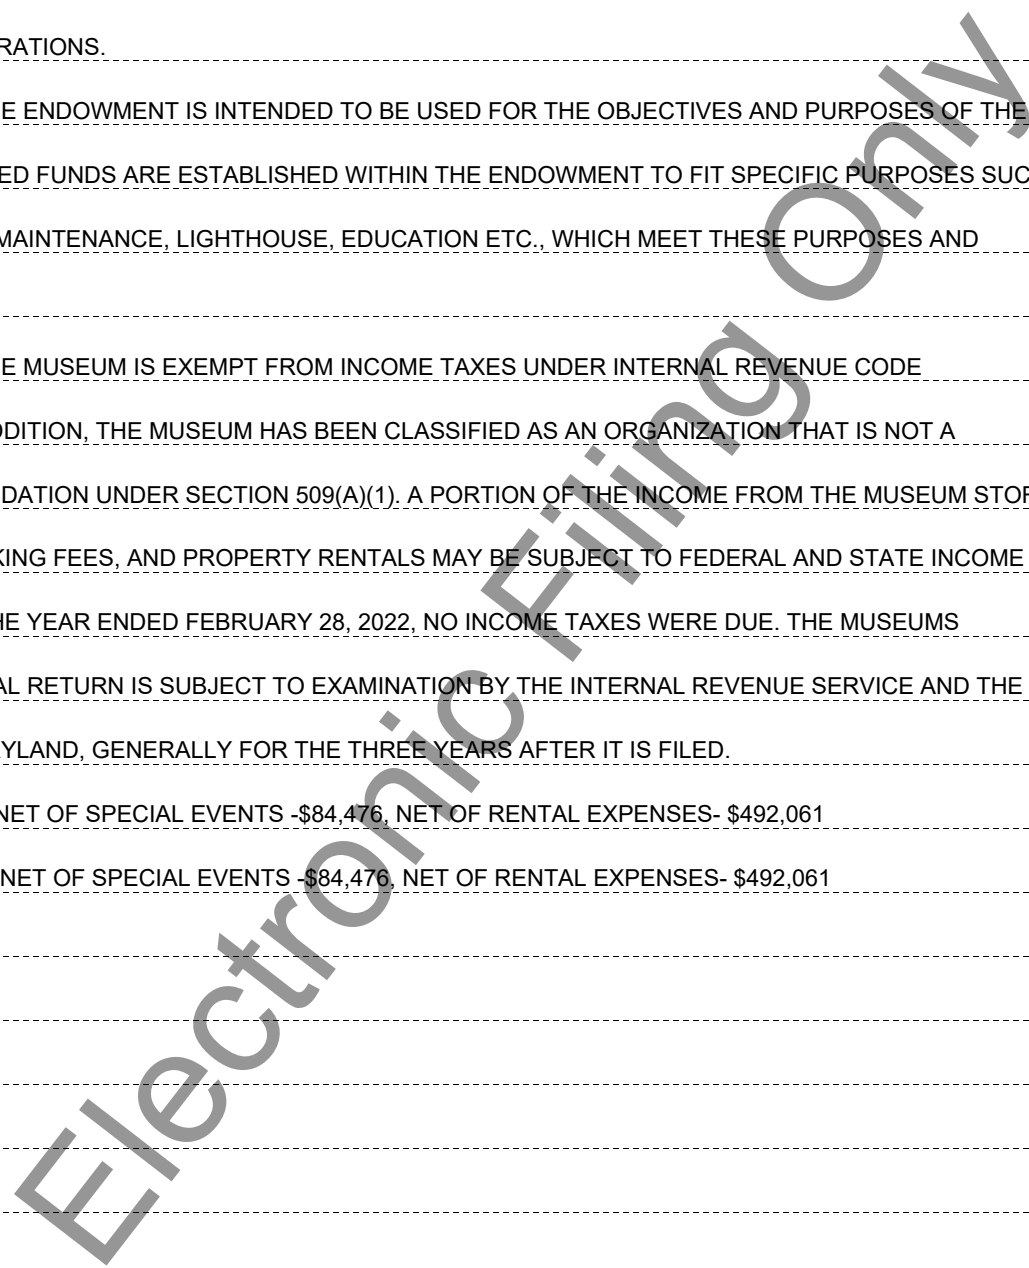 RATIONS.
E ENDOWMENT IS INTENDED TO BE USED FOR THE OBJECTIVES AND PURPOSES OF THE
ED FUNDS ARE ESTABLISHED WITHIN THE ENDOWMENT TO FIT SPECIFIC PURPOSES SUC
MAINTENANCE, LIGHTHOUSE, EDUCATION ETC., WHICH MEET THESE PURPOSES AND
E MUSEUM IS EXEMPT FROM INCOME TAXES UNDER INTERNAL REVENUE CODE
DDITION, THE MUSEUM HAS BEEN CLASSIFIED AS AN ORGANIZATION THAT IS NOT A
DATION UNDER SECTION 509(A)(1). A PORTION OF THE INCOME FROM THE MUSEUM STOR
KING FEES, AND PROPERTY RENTALS MAY BE SUBJECT TO FEDERAL AND STATE INCOME
HE YEAR ENDED FEBRUARY 28, 2022, NO INCOME TAXES WERE DUE. THE MUSEUMS
AL RETURN IS SUBJECT TO EXAMINATION BY THE INTERNAL REVENUE SERVICE AND THE
YLAND, GENERALLY FOR THE THREE YEARS AFTER IT IS FILED.
NET OF SPECIAL EVENTS -$84,476, NET OF RENTAL EXPENSES- $492,061
NET OF SPECIAL EVENTS -$84,476, NET OF RENTAL EXPENSES- $492,061
Electronic Filing Only